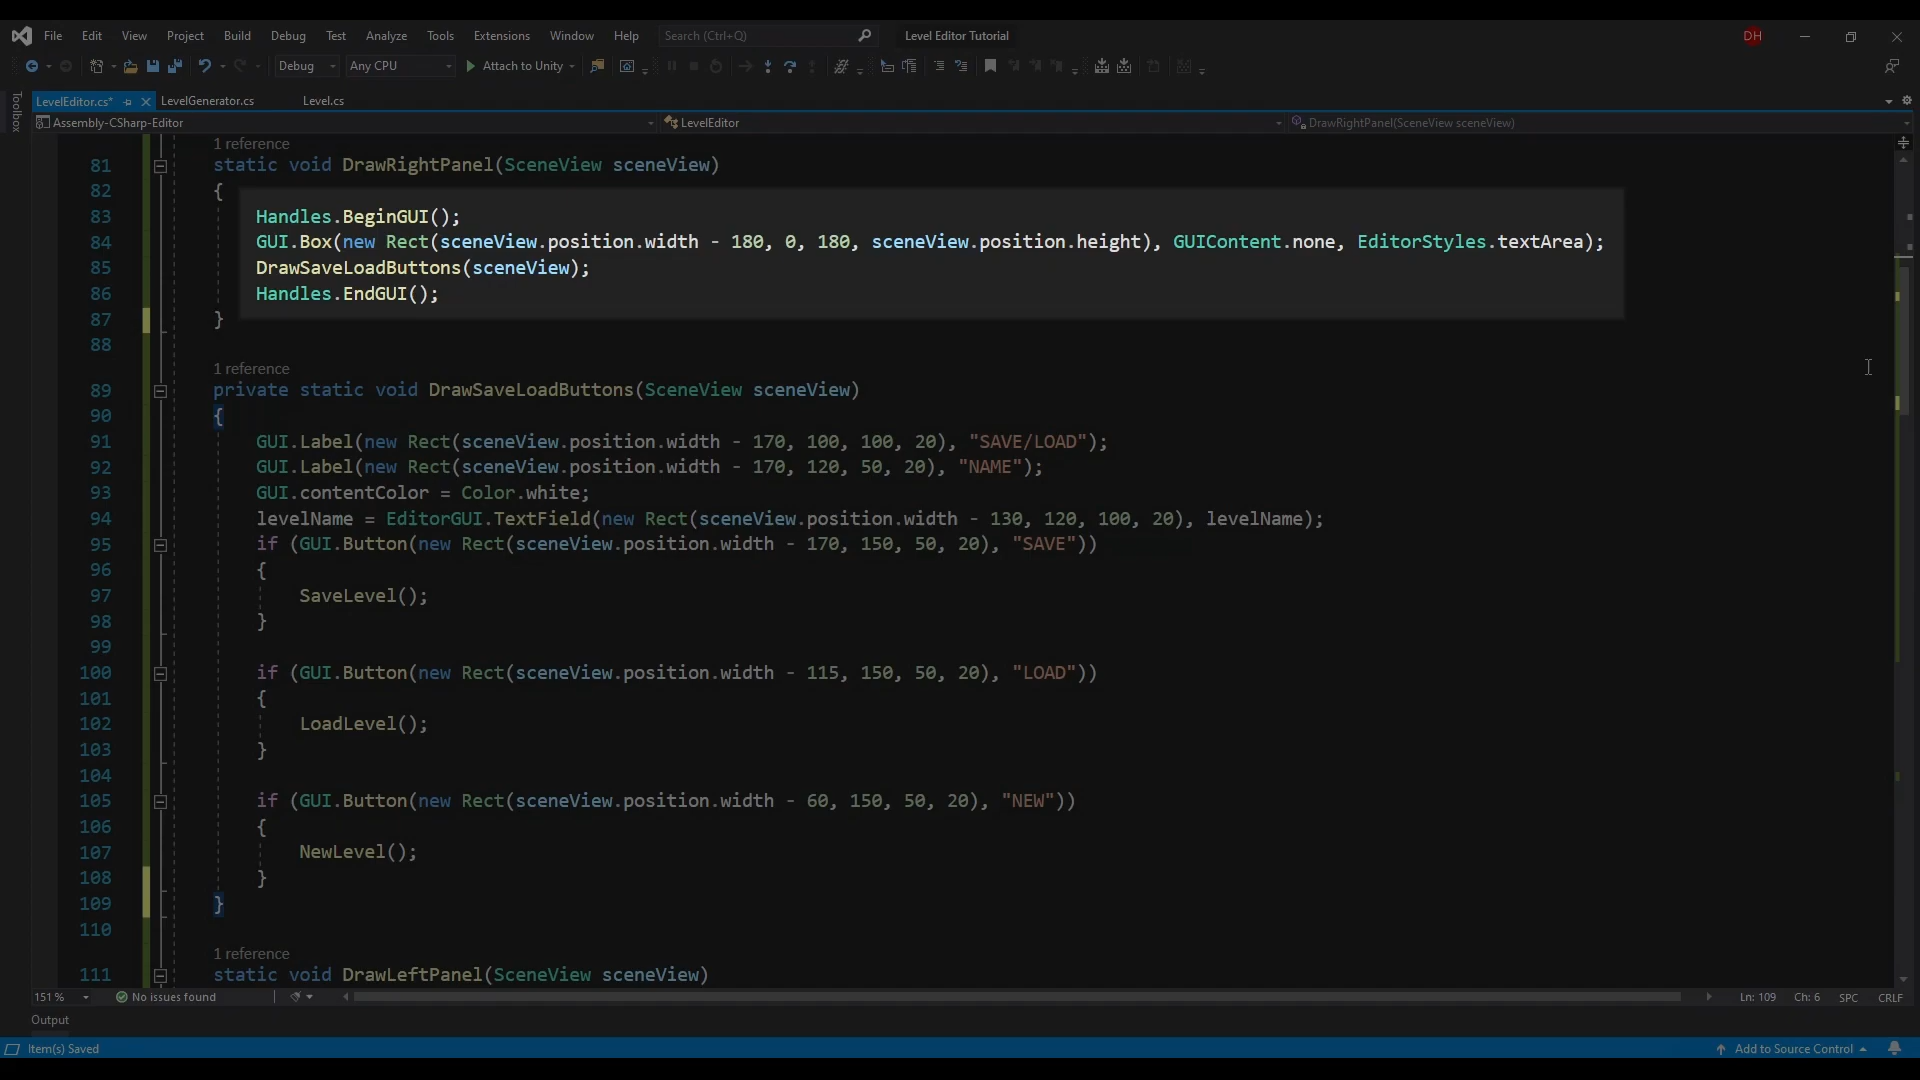 File Edit View Project Build Debug Test Analyze Tools Extensions Window Help Search (Ctrl+Q) Level Editor Tutorial DH
Debug Any CPU Attach to Unity
Toolbox
LevelEditor.cs* LevelGenerator.cs Level.cs
Assembly-CSharp-Editor LevelEditor DrawRightPanel(SceneView sceneView)
1 reference
81 static void DrawRightPanel(SceneView sceneView)
82 {
83 Handles.BeginGUI();
84 GUI.Box(new Rect(sceneView.position.width - 180, 0, 180, sceneView.position.height), GUIContent.none, EditorStyles.textArea);
85 DrawSaveLoadButtons(sceneView);
86 Handles.EndGUI();
87 }
88
1 reference
89 private static void DrawSaveLoadButtons(SceneView sceneView)
90 {
91 GUI.Label(new Rect(sceneView.position.width - 170, 100, 100, 20), "SAVE/LOAD");
92 GUI.Label(new Rect(sceneView.position.width - 170, 120, 50, 20), "NAME");
93 GUI.contentColor = Color.white;
94 levelName = EditorGUI.TextField(new Rect(sceneView.position.width - 130, 120, 100, 20), levelName);
95 if (GUI.Button(new Rect(sceneView.position.width - 170, 150, 50, 20), "SAVE"))
96 {
97 SaveLevel();
98 }
99
100 if (GUI.Button(new Rect(sceneView.position.width - 115, 150, 50, 20), "LOAD"))
101 {
102 LoadLevel();
103 }
104
105 if (GUI.Button(new Rect(sceneView.position.width - 60, 150, 50, 20), "NEW"))
106 {
107 NewLevel();
108 }
109 }
110
1 reference
111 static void DrawLeftPanel(SceneView sceneView)
151 % No issues found Ln: 109 Ch: 6 SPC CRLF
Output
Item(s) Saved Add to Source Control